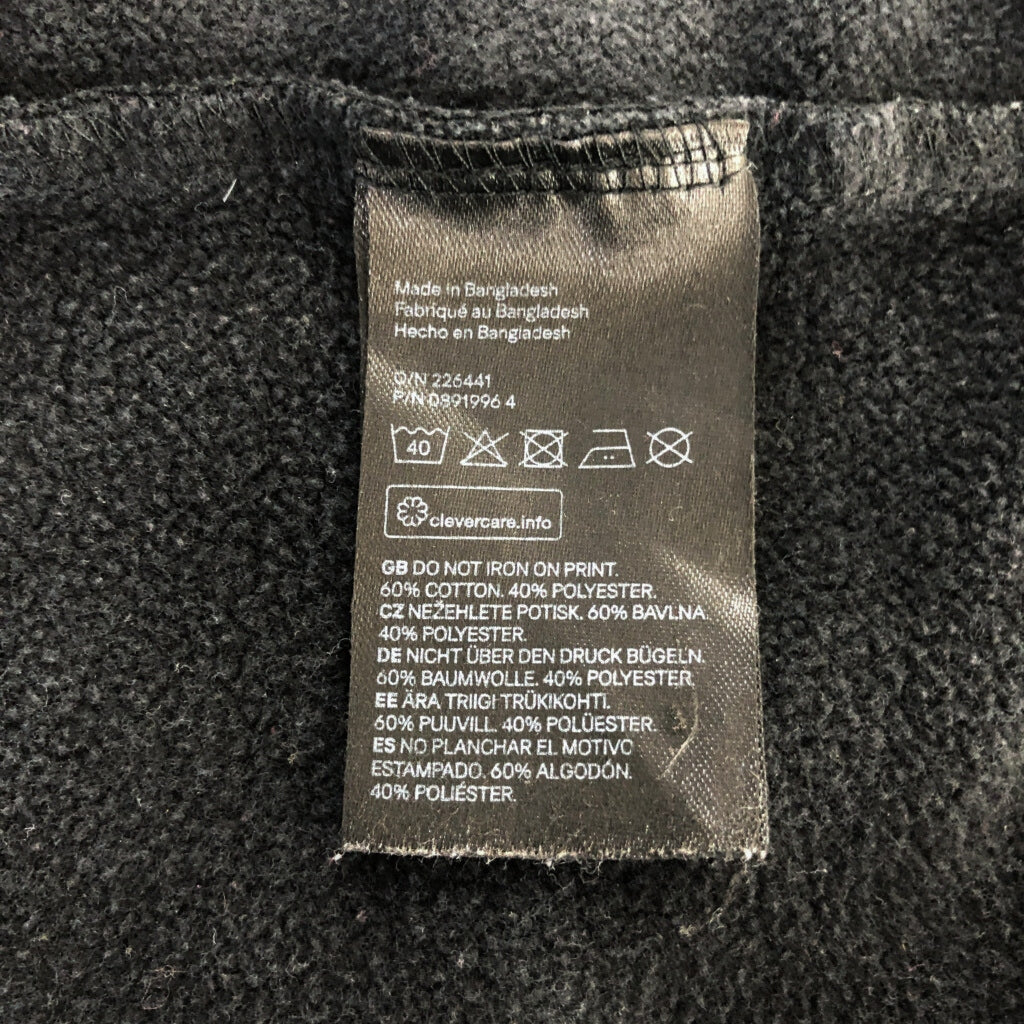 Made in Bangladesh
Fabriqué au Bangladesh
Hecho en Bangladesh
O/N 226441
P/N 0891996 4
40
clevercare.info
GB DO NOT IRON ON PRINT.
60% COTTON. 40% POLYESTER.
CZ NEŽEHLETE POTISK. 60% BAVLNA.
40% POLYESTER.
DE NICHT ÜBER DEN DRUCK BÜGELN.
60% BAUMWOLLE. 40% POLYESTER.
EE ÄRA TRIIGI TRÜKIKOHTI.
60% PUUVILL. 40% POLÜESTER.
ES NO PLANCHAR EL MOTIVO
ESTAMPADO. 60% ALGODÓN.
40% POLIÉSTER.